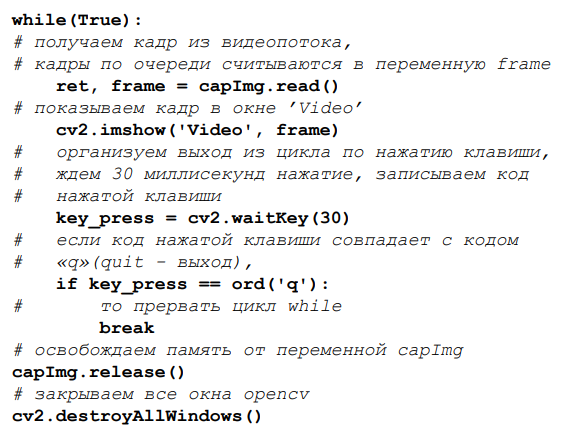 while(True):
# получаем кадр из видеопотока,
# кадры по очереди считываются в переменную frame
    ret, frame = capImg.read()
# показываем кадр в окне ’Video’
    cv2.imshow('Video', frame)
#   организуем выход из цикла по нажатию клавиши,
#   ждем 30 миллисекунд нажатие, записываем код
#   нажатой клавиши
    key_press = cv2.waitKey(30)
#   если код нажатой клавиши совпадает с кодом
#   «q»(quit - выход),
    if key_press == ord('q'):
#       то прервать цикл while
        break
# освобождаем память от переменной capImg
capImg.release()
# закрываем все окна opencv
cv2.destroyAllWindows()